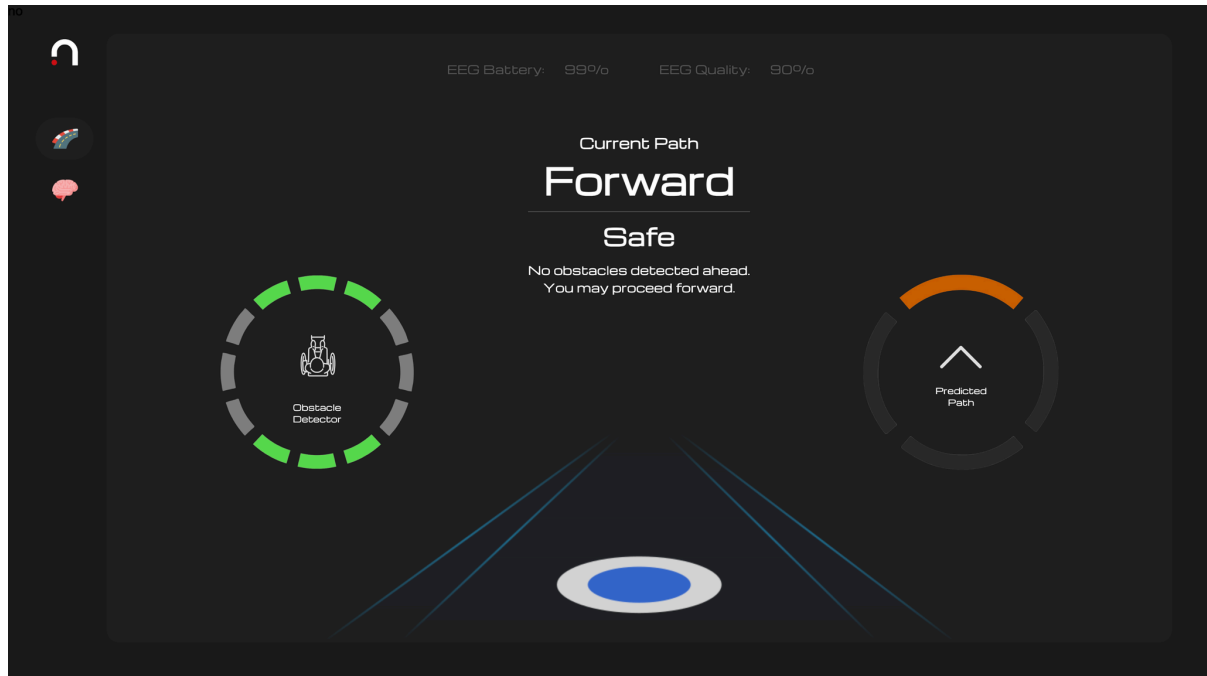 no
EEG Battery: 99% EEG Quality: 90%
Current Path
Forward
Safe
No obstacles detected ahead.
You may proceed forward.
Obstacle
Detector
Predicted
Path